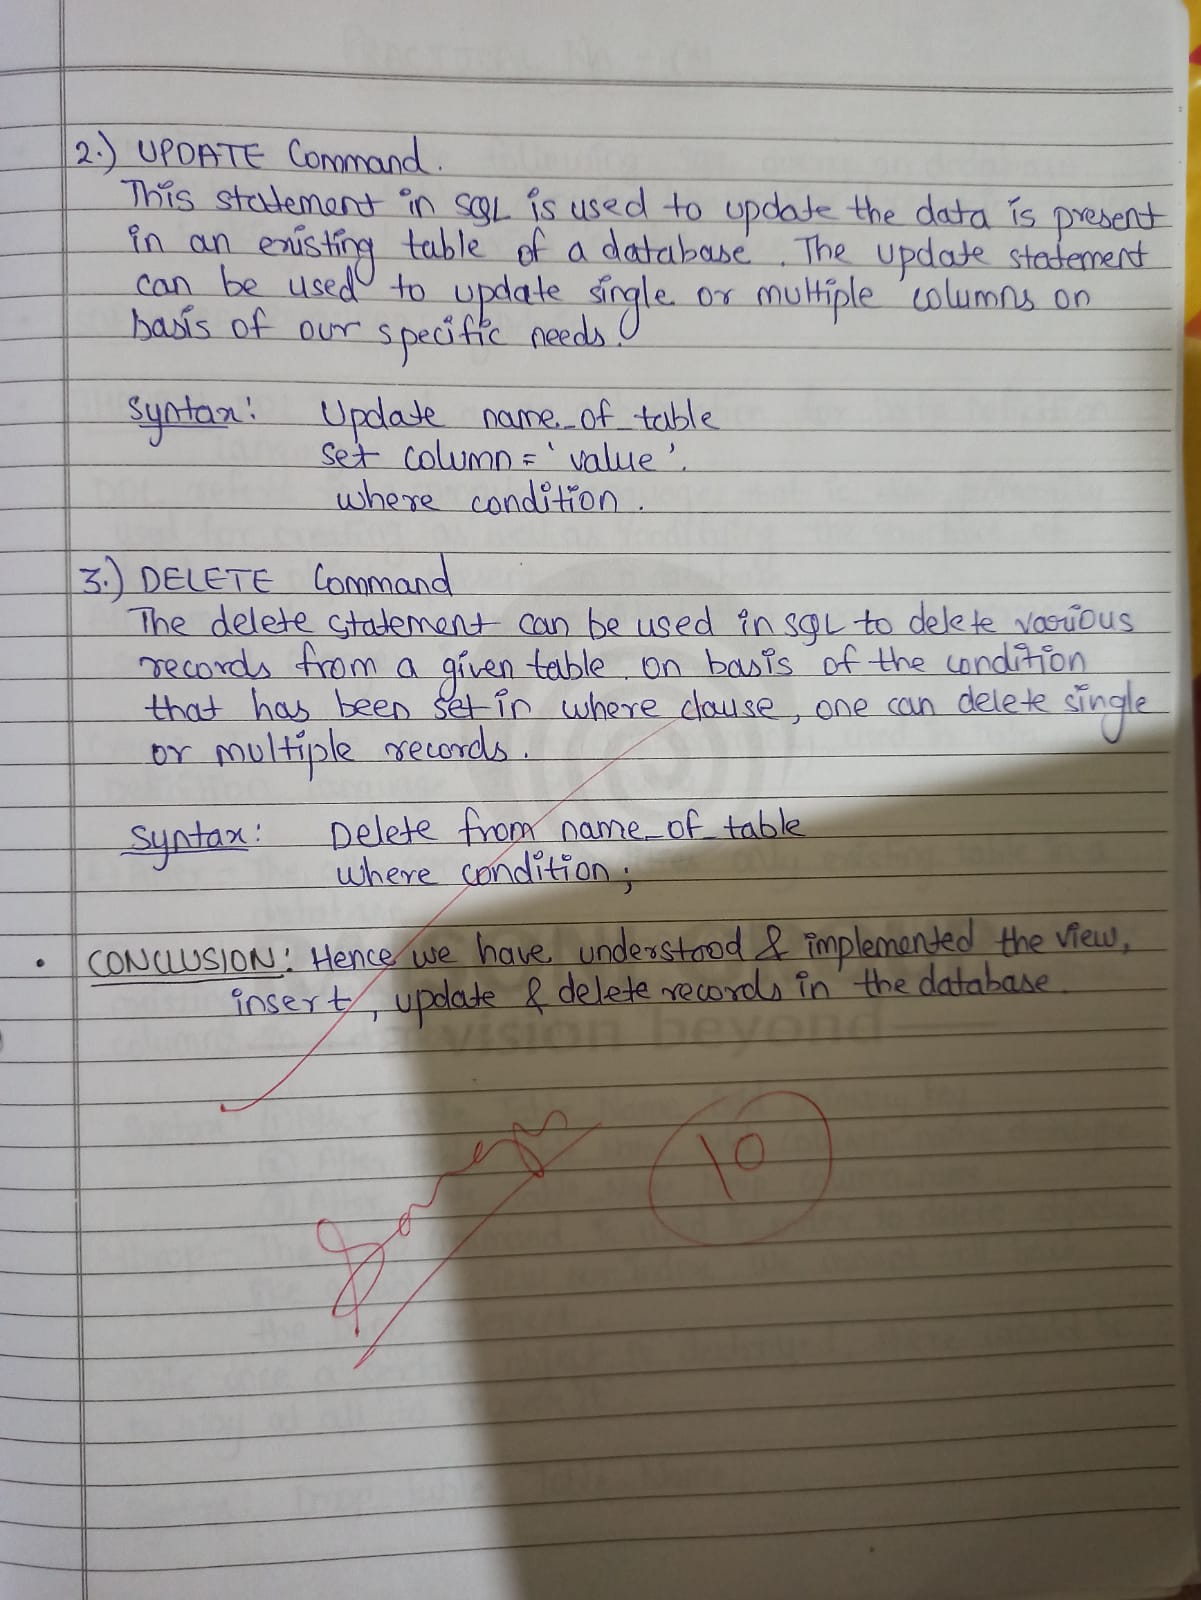 2.) UPDATE Command.
This statement in SQL is used to update the data is present
in an existing table of a database. The update statement
can be used to update single or multiple columns on
basis of our specific needs.
Syntax: Update name_of_table
set column = 'value'.
where condition.
3.) DELETE Command
The delete statement can be used in SQL to delete various
records from a given table. on basis of the condition
that has been set in where clause, one can delete single
or multiple records.
Syntax: Delete from name_of_table
where condition;
• CONCLUSION: Hence we have understood & implemented the view,
insert, update & delete records in the database.
vision beyond
10